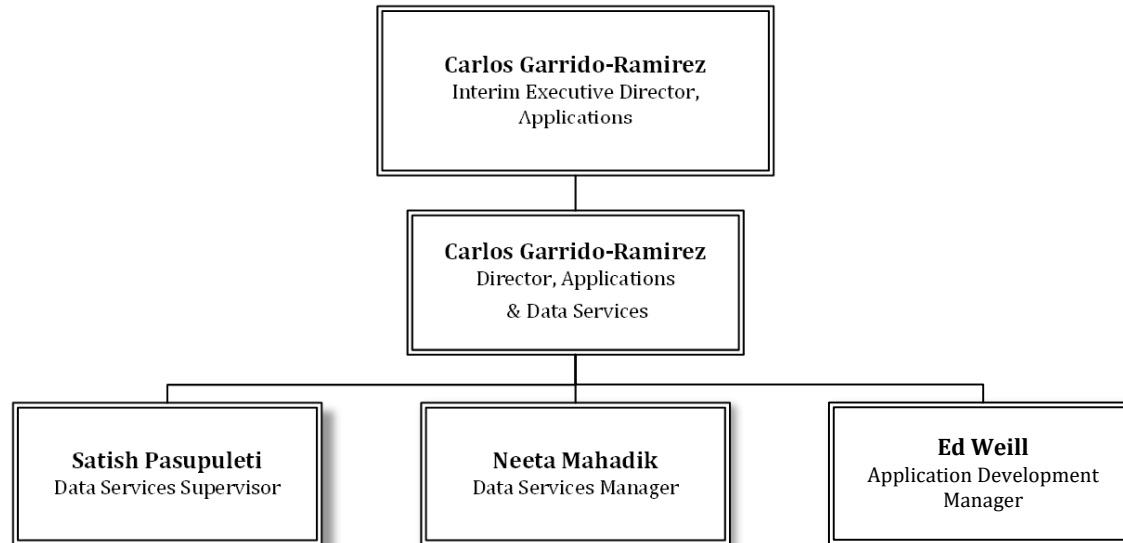 Carlos Garrido-Ramirez
Interim Executive Director,
Applications
Carlos Garrido-Ramirez
Director, Applications
& Data Services
Satish Pasupuleti
Data Services Supervisor
Neeta Mahadik
Data Services Manager
Ed Weill
Application Development
Manager